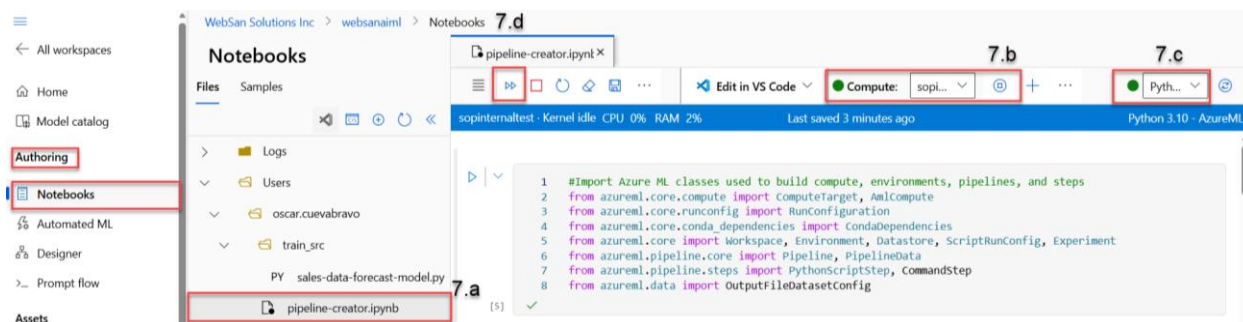 WebSan Solutions Inc > websanaiml > Notebooks 7.d
← All workspaces
Home
Model catalog
Authoring
Notebooks
Automated ML
Designer
>_ Prompt flow
Assets
Notebooks
Files Samples
> Logs
Users
oscar.cuevabravo
train_src
PY sales-data-forecast-model.py
pipeline-creator.ipynb
7.a
pipeline-creator.ipynb ×
7.b
7.c
... Edit in VS Code Compute: sopi... + ... Pyth...
sopinternaltest · Kernel idle CPU 0% RAM 2% Last saved 3 minutes ago Python 3.10 - AzureML
1 #Import Azure ML classes used to build compute, environments, pipelines, and steps
2 from azureml.core.compute import ComputeTarget, AmlCompute
3 from azureml.core.runconfig import RunConfiguration
4 from azureml.core.conda_dependencies import CondaDependencies
5 from azureml.core import Workspace, Environment, Datastore, ScriptRunConfig, Experiment
6 from azureml.pipeline.core import Pipeline, PipelineData
7 from azureml.pipeline.steps import PythonScriptStep, CommandStep
8 from azureml.data import OutputFileDatasetConfig
[5] ✓